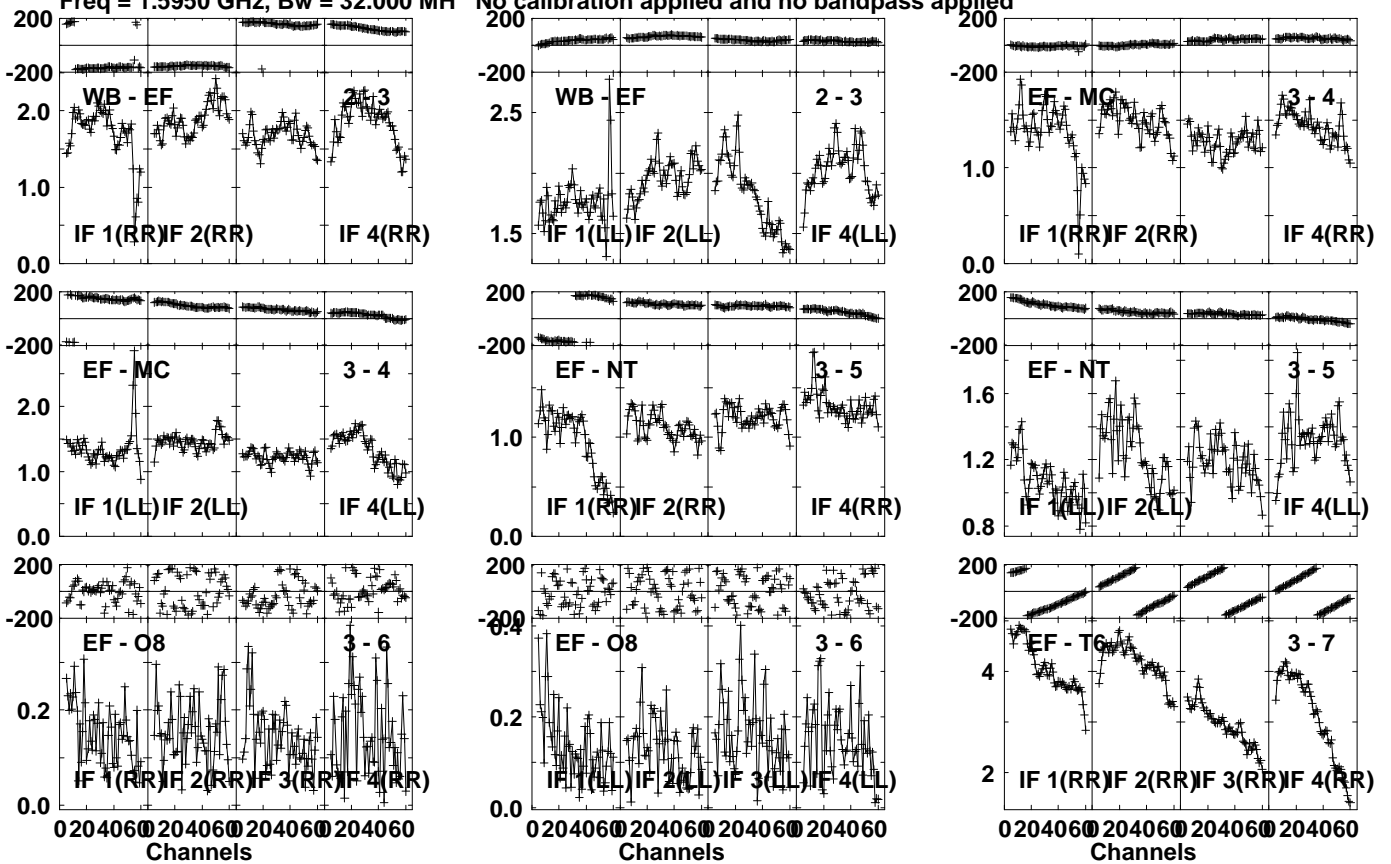 Freq = 1.5950 GHz, Bw = 32.000 MH No calibration applied and no bandpass applied
200
-200
WB - EF 2 - 3
2.0
1.0
0.0
IF 1(RR) IF 2(RR) IF 4(RR)
-200
WB - EF 2 - 3
2.5
1.5
IF 1(LL) IF 2(LL) IF 4(LL)
200
-200
EF - MC 3 - 4
1.0
0.0
IF 1(RR) IF 2(RR) IF 4(RR)
200
-200
EF - MC 3 - 4
2.0
1.0
0.0
IF 1(LL) IF 2(LL) IF 4(LL)
200
-200
EF - NT 3 - 5
1.0
0.0
IF 1(RR) IF 2(RR) IF 4(RR)
200
-200
EF - NT 3 - 5
1.6
1.2
0.8
IF 1(LL) IF 2(LL) IF 4(LL)
200
-200
EF - O8 3 - 6
0.2
0.0
IF 1(RR) IF 2(RR) IF 3(RR) IF 4(RR)
0 20 40 60 0 20 40 60 0 20 40 60 0 20 40 60
Channels
200
-200
0.4
EF - O8 3 - 6
0.2
0.0
IF 1(LL) IF 2(LL) IF 3(LL) IF 4(LL)
0 20 40 60 0 20 40 60 0 20 40 60 0 20 40 60
Channels
200
-200
EF - T6 3 - 7
4
2
IF 1(RR) IF 2(RR) IF 3(RR) IF 4(RR)
0 20 40 60 0 20 40 60 0 20 40 60 0 20 40 60
Channels